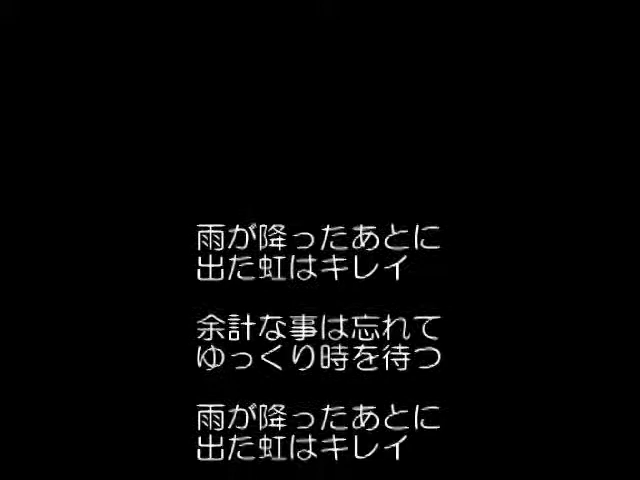 雨が降ったあとに
出た虹はキレイ
余計な事は忘れて
ゆっくり時を待つ
雨が降ったあとに
出た虹はキレイ